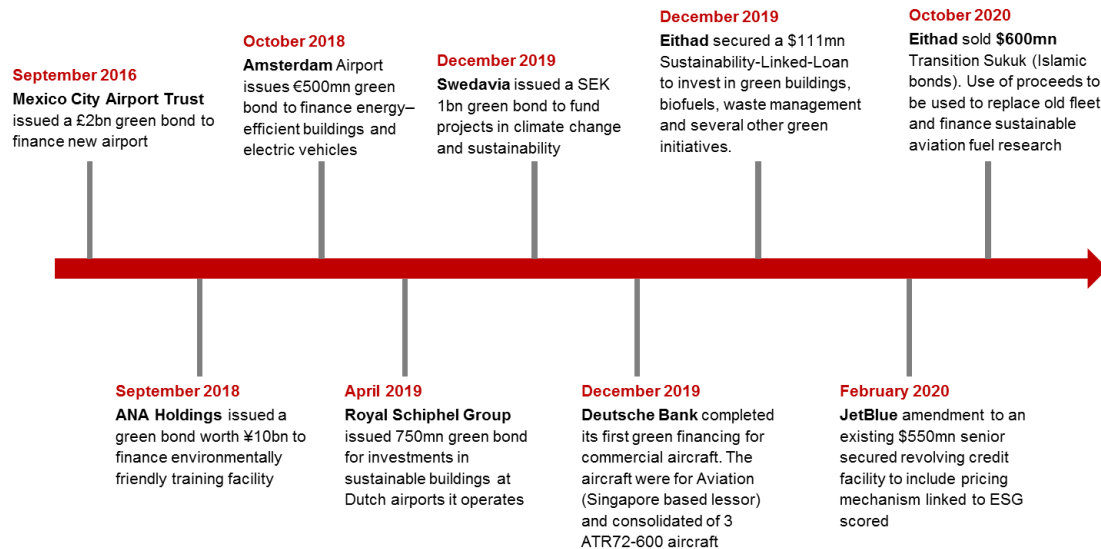 September 2016
Mexico City Airport Trust
issued a £2bn green bond to
finance new airport
October 2018
Amsterdam Airport
issues €500mn green
bond to finance energy–
efficient buildings and
electric vehicles
December 2019
Swedavia issued a SEK
1bn green bond to fund
projects in climate change
and sustainability
December 2019
Eithad secured a $111mn
Sustainability-Linked-Loan
to invest in green buildings,
biofuels, waste management
and several other green
initiatives.
October 2020
Eithad sold $600mn
Transition Sukuk (Islamic
bonds). Use of proceeds to
be used to replace old fleet
and finance sustainable
aviation fuel research
September 2018
ANA Holdings issued a
green bond worth ¥10bn to
finance environmentally
friendly training facility
April 2019
Royal Schiphel Group
issued 750mn green bond
for investments in
sustainable buildings at
Dutch airports it operates
December 2019
Deutsche Bank completed
its first green financing for
commercial aircraft. The
aircraft were for Aviation
(Singapore based lessor)
and consolidated of 3
ATR72-600 aircraft
February 2020
JetBlue amendment to an
existing $550mn senior
secured revolving credit
facility to include pricing
mechanism linked to ESG
scored